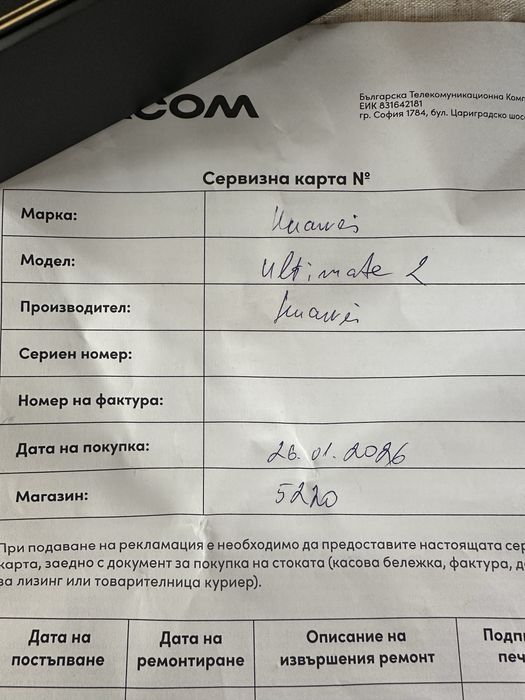 COM
Българска Телекомуникационна Комп
ЕИК 831642181
гр. София 1784, бул. Цариградско шос
Сервизна карта №
Марка: Huawei
Модел: Ultimate 2
Производител: Huawei
Сериен номер:
Номер на фактура:
Дата на покупка: 26.01.2026
Магазин: 5220
При подаване на рекламация е необходимо да предоставите настоящата сер
карта, заедно с документ за покупка на стоката (касова бележка, фактура, д
за лизинг или товарителница куриер).
Дата на постъпване
Дата на ремонтиране
Описание на извършения ремонт
Подп
печ